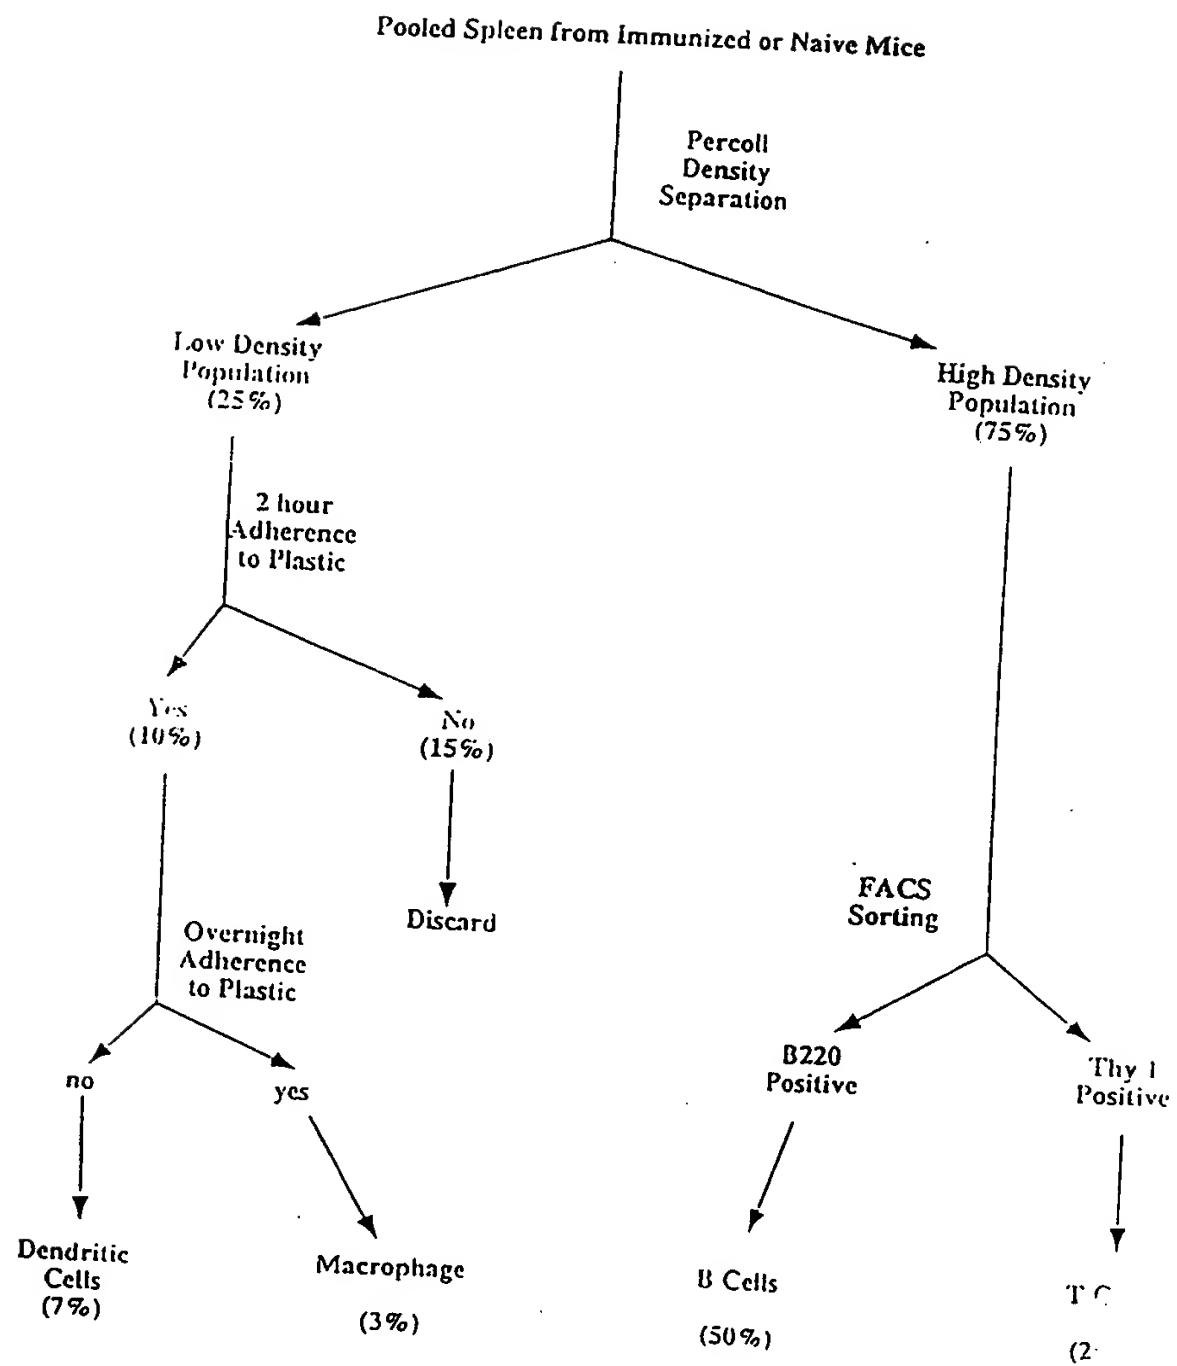 Pooled Spleen from Immunized or Naive Mice
Percoll
Density
Separation
Low Density
Population
(25%)
High Density
Population
(75%)
2 hour
Adherence
to Plastic
Yes
(10%)
No
(15%)
Discard
FACS
Sorting
Overnight
Adherence
to Plastic
no
yes
B220
Positive
Thy 1
Positive
Dendritic
Cells
(7%)
Macrophage
(3%)
B Cells
(50%)
T C
(2